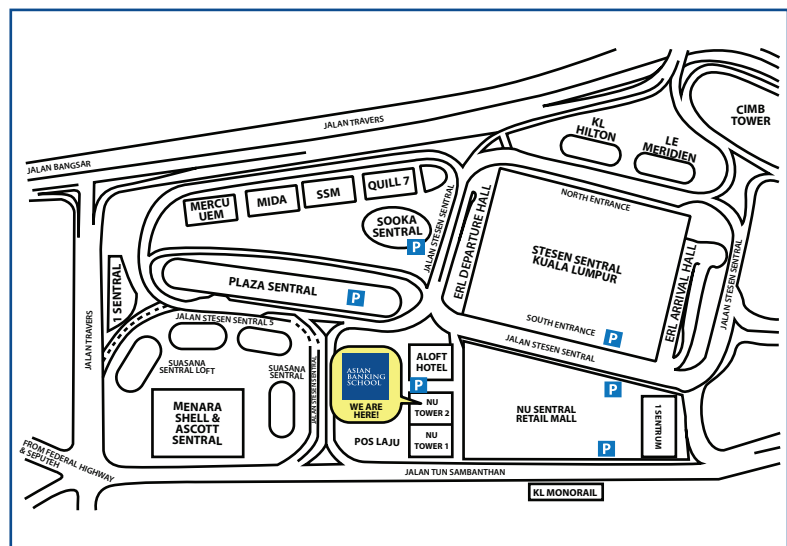 JALAN TRAVERS
JALAN BANGSAR
KL
HILTON
LE
MERIDIEN
CIMB
TOWER
MERCU
UEM
MIDA
SSM
QUILL 7
SOOKA
SENTRAL
P
JALAN STESEN SENTRAL
ERL DEPARTURE HALL
NORTH ENTRANCE
STESEN SENTRAL
KUALA LUMPUR
SOUTH ENTRANCE
P
ERL ARRIVAL HALL
JALAN STESEN SENTRAL
1 SENTRAL
PLAZA SENTRAL
P
JALAN TRAVERS
JALAN STESEN SENTRAL 5
SUASANA
SENTRAL LOFT
SUASANA
SENTRAL
JALAN STESEN SENTRAL
MENARA
SHELL &
ASCOTT
SENTRAL
ASIAN
BANKING
SCHOOL
WE ARE
HERE!
ALOFT
HOTEL
P
NU
TOWER 2
NU
TOWER 1
POS LAJU
JALAN STESEN SENTRAL
P
NU SENTRAL
RETAIL MALL
P
1 SENTRUM
FROM FEDERAL HIGHWAY
& SEPUTEH
JALAN TUN SAMBANTHAN
KL MONORAIL